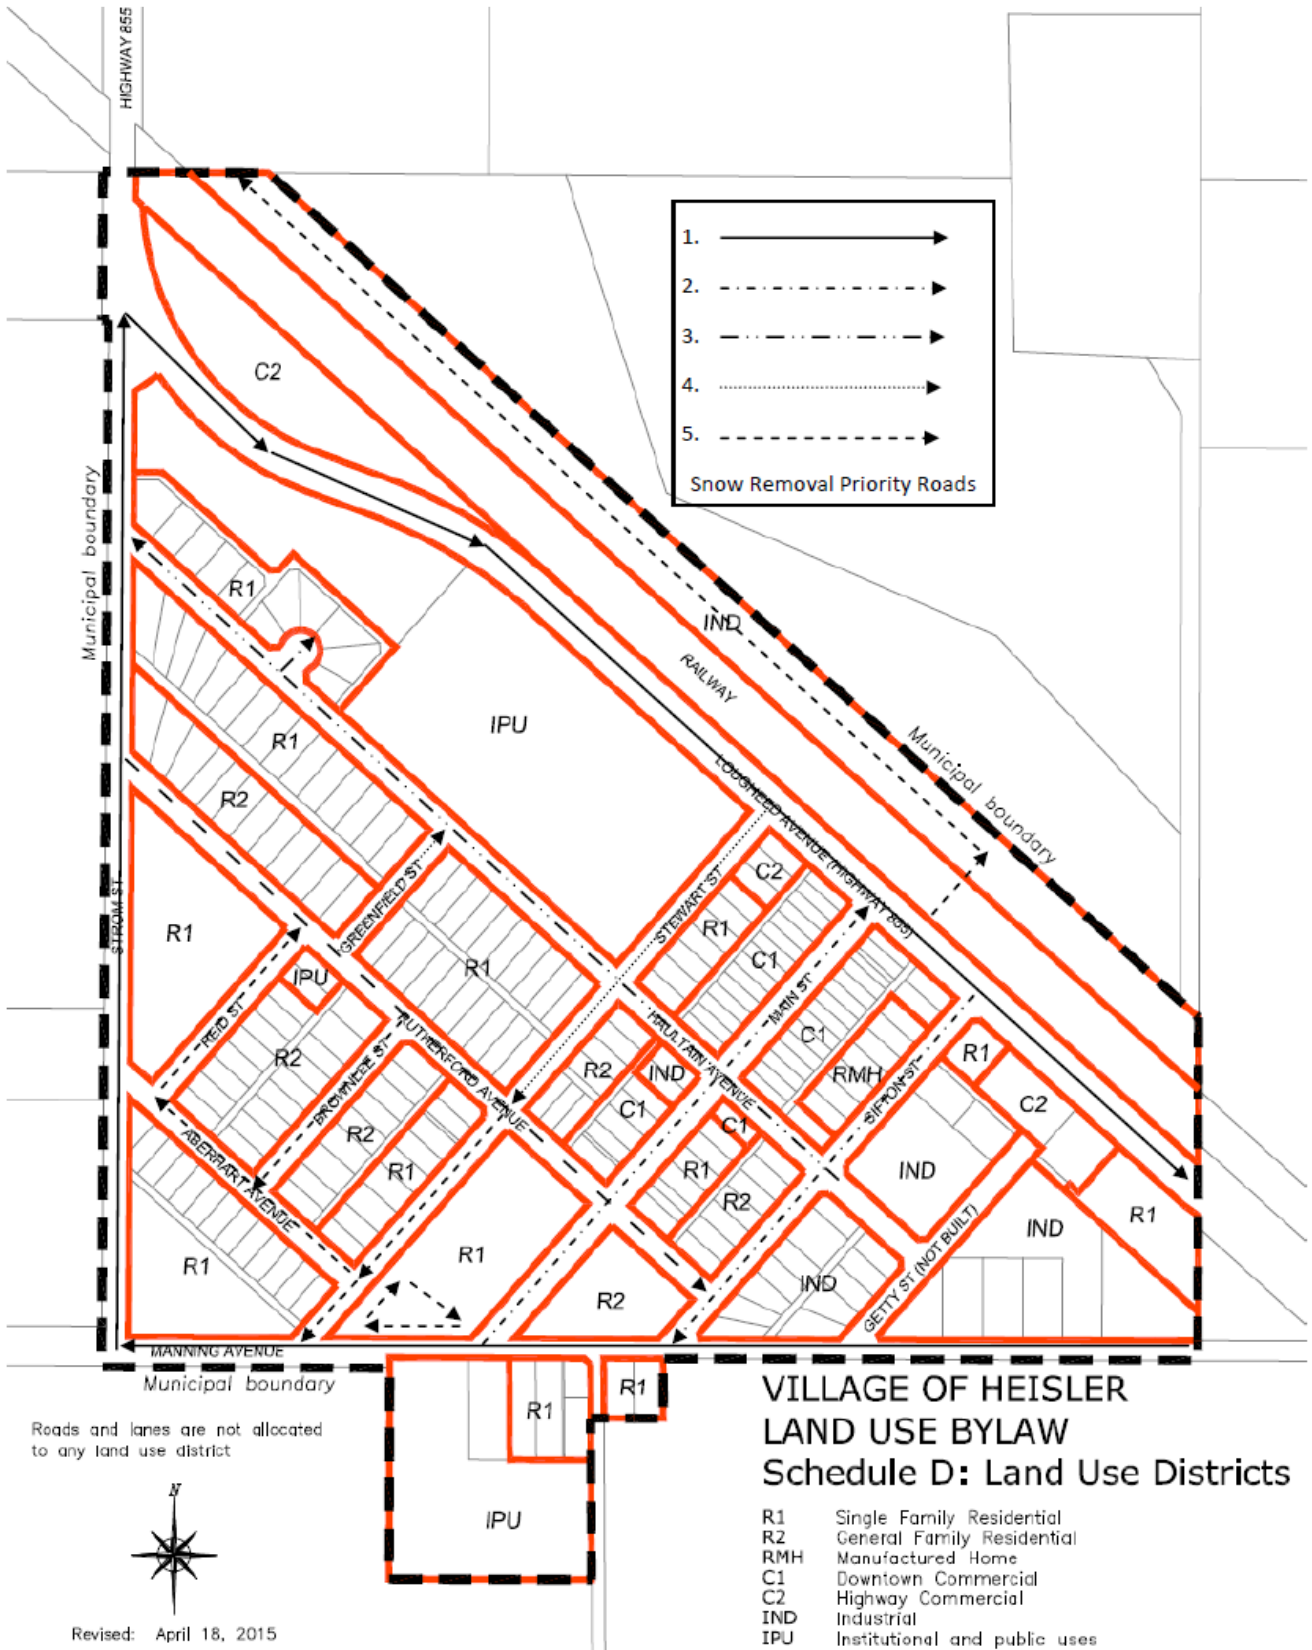 HIGHWAY 855
1.
2.
3.
4.
5.
Snow Removal Priority Roads
C2
Municipal boundary
R1
IND
RAILWAY
IPU
R1
Municipal boundary
R2
LOUGHEED AVENUE (HIGHWAY 855)
C2
STROM ST
R1
GREENFIELD ST
STEWART ST
R1
IPU
R1
C1
MAIN ST
REID ST
R2
BROWNLEE ST
RUTHERFORD AVENUE
HAULTAIN AVENUE
C1
R1
R2
IND
RMH
SIFTON ST
C2
C1
R2
C1
ABERHART AVENUE
R1
R1
IND
R2
R1
IND
R1
R1
R2
IND
GETTY ST (NOT BUILT)
MANNING AVENUE
Municipal boundary
R1
R1
IPU
Roads and lanes are not allocated
to any land use district
N
Revised: April 18, 2015
VILLAGE OF HEISLER
LAND USE BYLAW
Schedule D: Land Use Districts
R1 Single Family Residential
R2 General Family Residential
RMH Manufactured Home
C1 Downtown Commercial
C2 Highway Commercial
IND Industrial
IPU Institutional and public uses